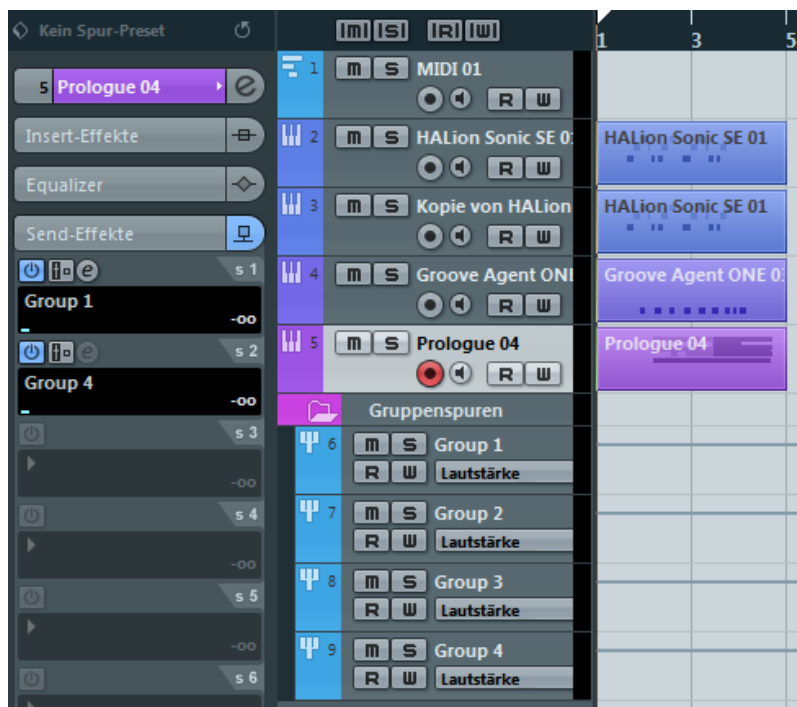 Kein Spur-Preset
m S R W
1 3 5
5 Prologue 04 e
Insert-Effekte
Equalizer
Send-Effekte
e s 1
Group 1
-oo
e s 2
Group 4
-oo
s 3
-oo
s 4
-oo
s 5
-oo
s 6
1 m S MIDI 01
R W
2 m S HALion Sonic SE 01
R W
3 m S Kopie von HALion
R W
4 m S Groove Agent ONE
R W
5 m S Prologue 04
R W
Gruppenspuren
6 m S Group 1
R W Lautstärke
7 m S Group 2
R W Lautstärke
8 m S Group 3
R W Lautstärke
9 m S Group 4
R W Lautstärke
HALion Sonic SE 01
HALion Sonic SE 01
Groove Agent ONE 0
Prologue 04